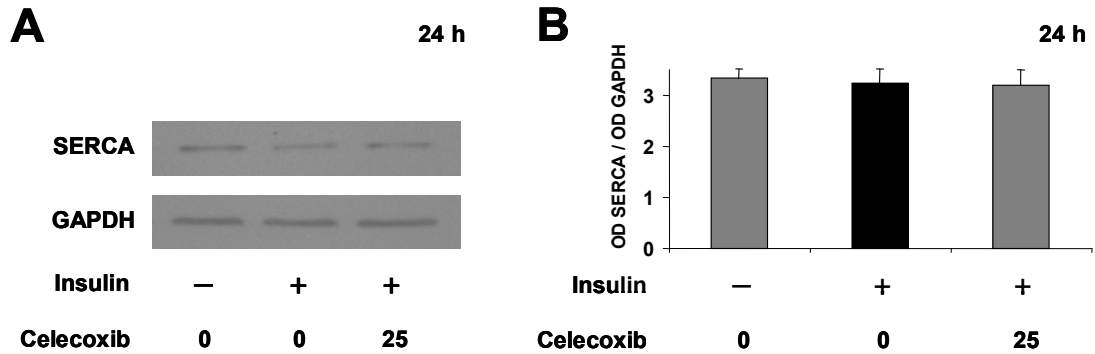 A
24 h
SERCA
GAPDH
Insulin – + +
Celecoxib 0 0 25
B
24 h
OD SERCA / OD GAPDH
3
2
1
0
Insulin – + +
Celecoxib 0 0 25